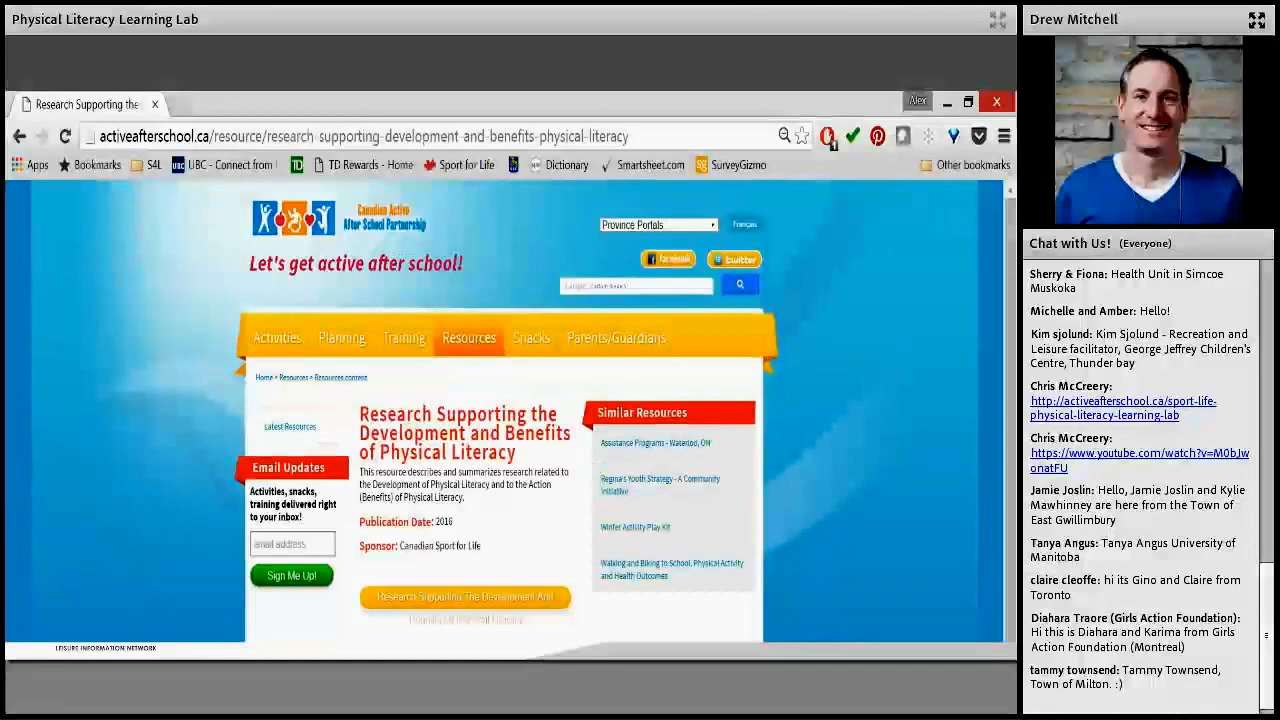 Physical Literacy Learning Lab
Research Supporting the
Alex
activeafterschool.ca/resource/research-supporting-development-and-benefits-physical-literacy
Apps
Bookmarks
S4L
UBC - Connect from
TD Rewards - Home
Sport for Life
Dictionary
Smartsheet.com
SurveyGizmo
Other bookmarks
Canadian Active
After School Partnership
Province Portals
Français
Let's get active after school!
facebook
twitter
Activities
Planning
Training
Resources
Snacks
Parents/Guardians
Home > Resources > Resources content
Latest Resources
Email Updates
Activities, snacks,
training delivered right
to your inbox!
email address
Sign Me Up!
Research Supporting the
Development and Benefits
of Physical Literacy
This resource describes and summarizes research related to
the Development of Physical Literacy and to the Action
(Benefits) of Physical Literacy.
Publication Date: 2016
Sponsor: Canadian Sport for Life
Research Supporting The Development And
Similar Resources
Assistance Programs - Waterloo, ON
Regina's Youth Strategy - A Community
Initiative
Winter Activity Play Kit
Walking and Biking to School, Physical Activity
and Health Outcomes
LEISURE INFORMATION NETWORK
Drew Mitchell
Chat with Us! (Everyone)
Sherry & Fiona: Health Unit in Simcoe
Muskoka
Michelle and Amber: Hello!
Kim sjolund: Kim Sjolund - Recreation and
Leisure facilitator, George Jeffrey Children's
Centre, Thunder bay
Chris McCreery:
http://activeafterschool.ca/sport-life-
physical-literacy-learning-lab
Chris McCreery:
https://www.youtube.com/watch?v=M0bJw
onatFU
Jamie Joslin: Hello, Jamie Joslin and Kylie
Mawhinney are here from the Town of
East Gwillimbury
Tanya Angus: Tanya Angus University of
Manitoba
claire cleoffe: hi its Gino and Claire from
Toronto
Diahara Traore (Girls Action Foundation):
Hi this is Diahara and Karima from Girls
Action Foundation (Montreal)
tammy townsend: Tammy Townsend,
Town of Milton. :)